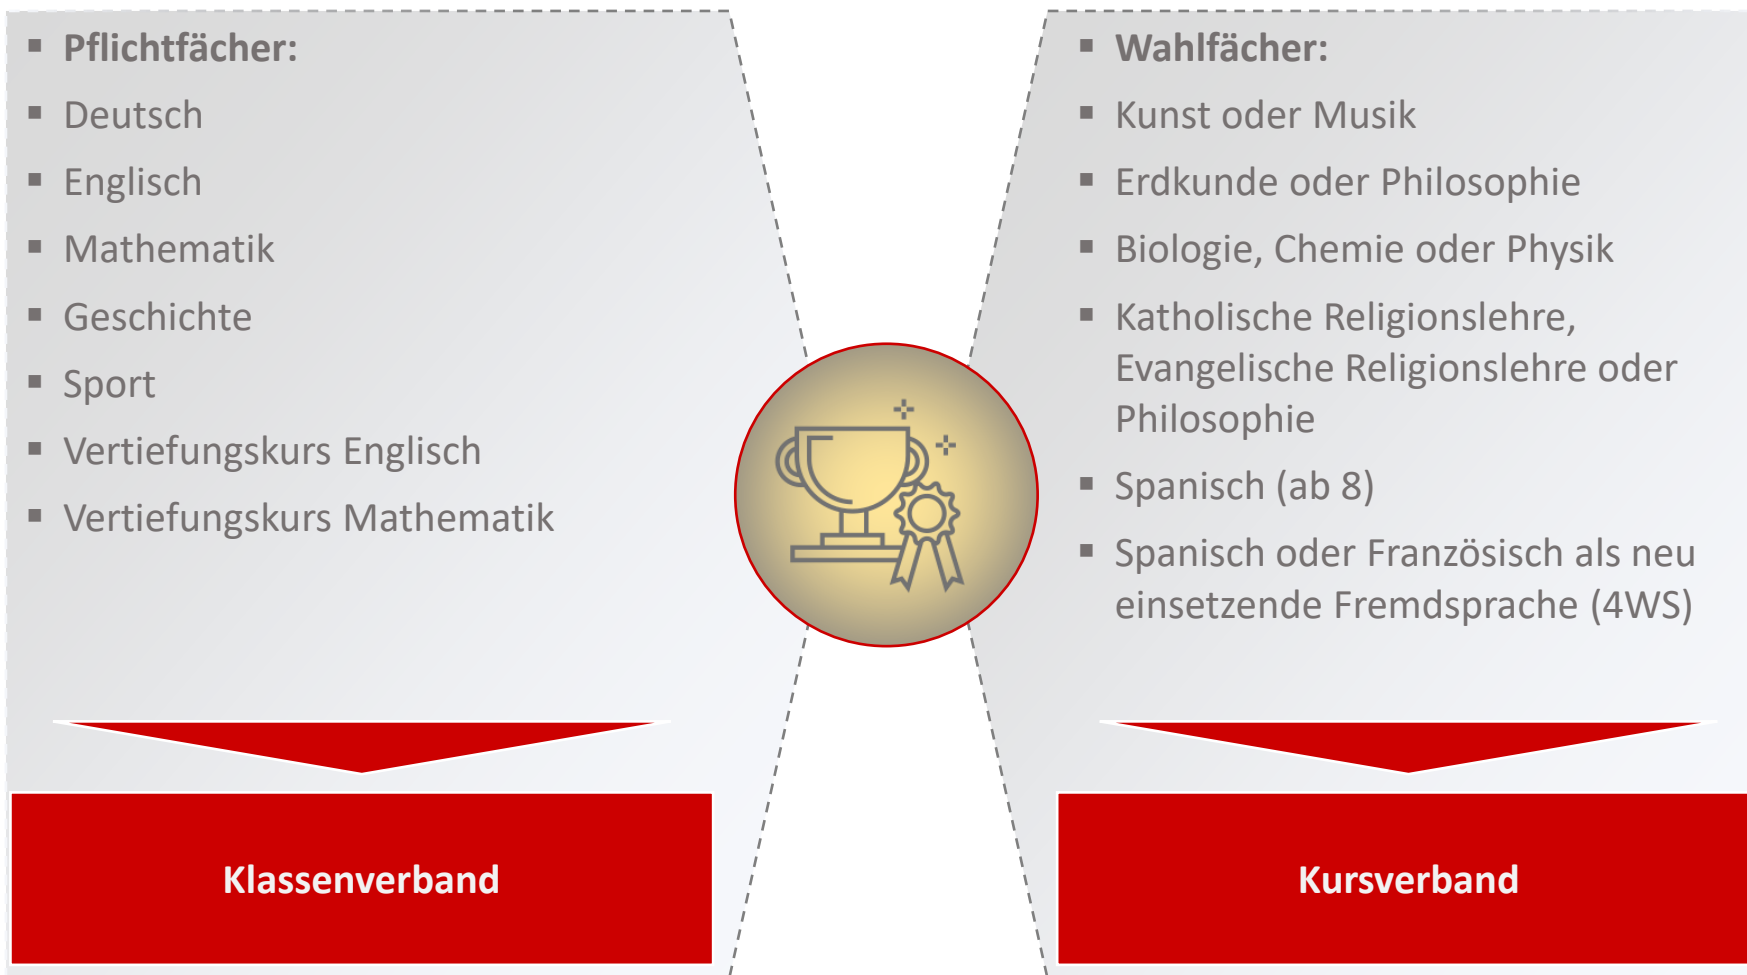 ▪ Pflichtfächer:
▪ Deutsch
▪ Englisch
▪ Mathematik
▪ Geschichte
▪ Sport
▪ Vertiefungskurs Englisch
▪ Vertiefungskurs Mathematik
Klassenverband
▪ Wahlfächer:
▪ Kunst oder Musik
▪ Erdkunde oder Philosophie
▪ Biologie, Chemie oder Physik
▪ Katholische Religionslehre,
Evangelische Religionslehre oder
Philosophie
▪ Spanisch (ab 8)
▪ Spanisch oder Französisch als neu
einsetzende Fremdsprache (4WS)
Kursverband